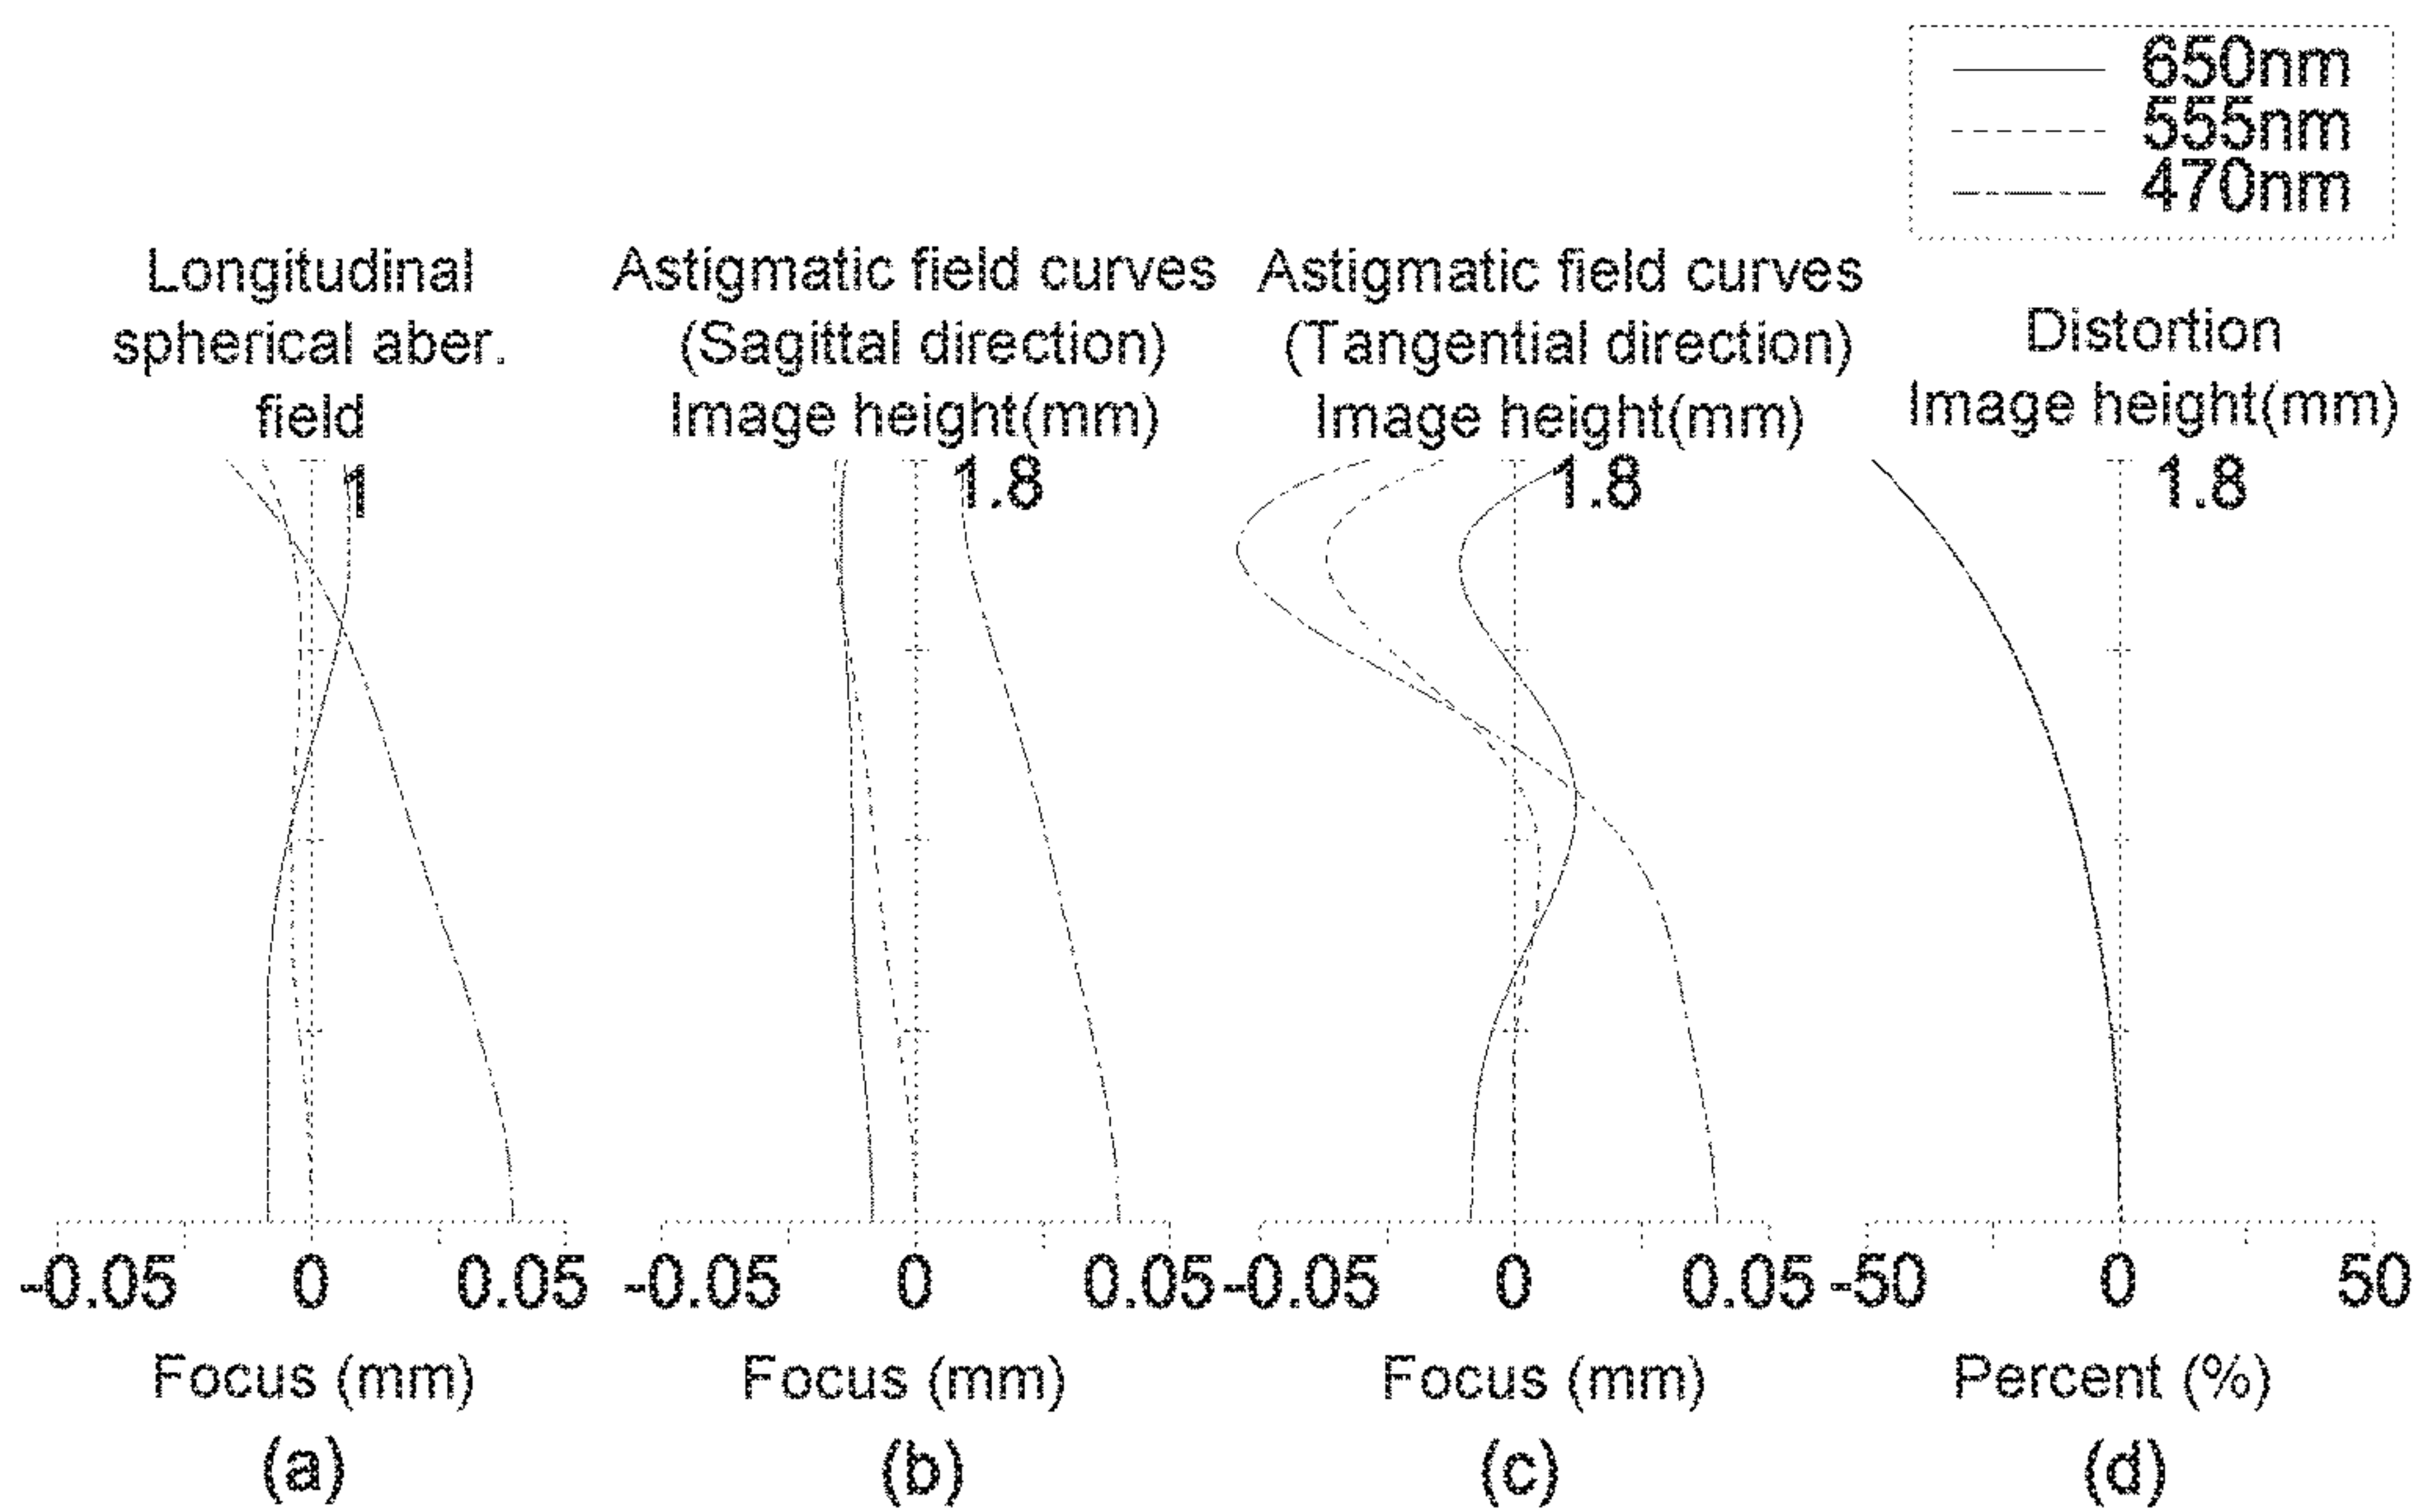 650nm
555nm
470nm
Longitudinal
spherical aber.
field
1
Astigmatic field curves
(Sagittal direction)
Image height(mm)
1.8
Astigmatic field curves
(Tangential direction)
Image height(mm)
1.8
Distortion
Image height(mm)
1.8
-0.05 0 0.05
Focus (mm)
(a)
-0.05 0 0.05
Focus (mm)
(b)
-0.05 0 0.05
Focus (mm)
(c)
-50 0 50
Percent (%)
(d)